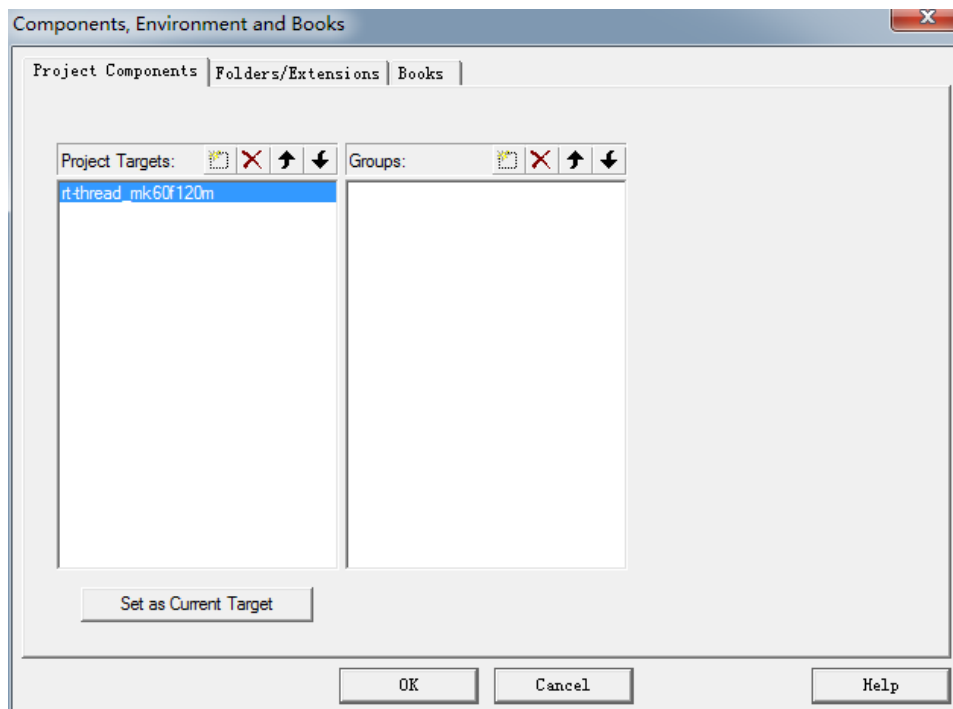 Components, Environment and Books
Project Components Folders/Extensions Books
Project Targets: Groups:
rt-thread_mk60f120m
Set as Current Target
OK Cancel Help